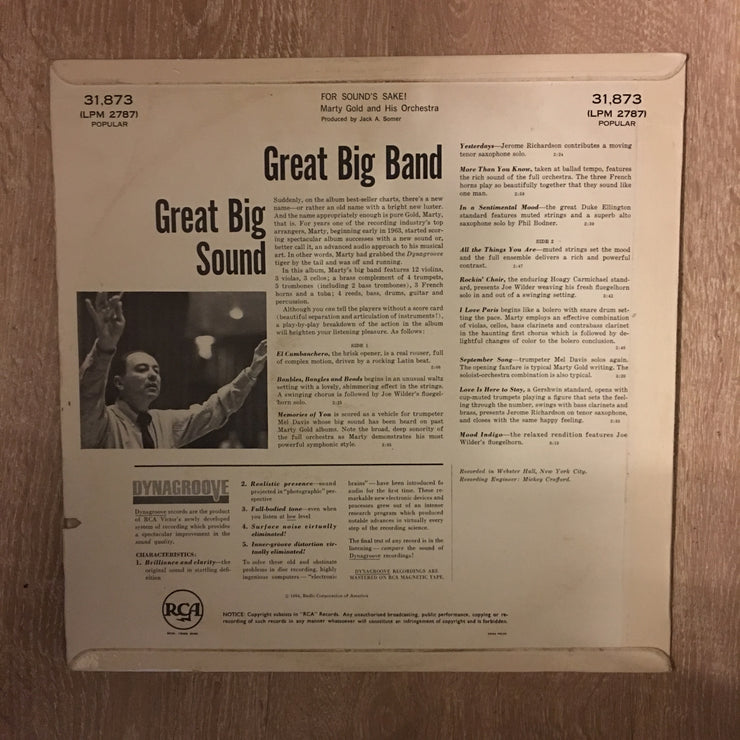 31,873
(LPM 2787)
POPULAR
FOR SOUND'S SAKE!
Marty Gold and His Orchestra
Produced by Jack A. Somer
31,873
(LPM 2787)
POPULAR
Great Big Band
Great Big
Sound
Suddenly, on the album best-seller charts, there's a new
name—or rather an old name with a bright new luster.
And the name appropriately enough is pure Gold, Marty,
that is. For years one of the recording industry's top
arrangers, Marty, beginning early in 1963, started scor-
ing spectacular album successes with a new sound or,
better call it, an advanced audio approach to his musical
art. In other words, Marty had grabbed the Dynagroove
tiger by the tail and was off and running.
In this album, Marty's big band features 12 violins,
3 violas, 3 cellos; a brass complement of 4 trumpets,
5 trombones (including 2 bass trombones), 3 French
horns and a tuba; 4 reeds, bass, drums, guitar and
percussion.
Although you can tell the players without a score card
(beautiful separation and articulation of instruments!),
a play-by-play breakdown of the action in the album
will heighten your listening pleasure. As follows:
SIDE 1
El Cumbanchero, the brisk opener, is a real rouser, full
of complex motion, driven by a rocking Latin beat.
Baubles, Bangles and Beads begins in an unusual waltz
setting with a lovely, shimmering effect in the strings.
A swinging chorus is followed by Joe Wilder's fluegel-
horn solo.
Memories of You is scored as a vehicle for trumpeter
Mel Davis whose big sound has been heard on past
Marty Gold albums. Note the broad, deep sonority of
the full orchestra as Marty demonstrates his most
powerful symphonic style.
Yesterdays—Jerome Richardson contributes a moving
tenor saxophone solo. 2:24
More Than You Know, taken at ballad tempo, features
the rich sound of the full orchestra. The three French
horns play so beautifully together that they sound like
one man.
In a Sentimental Mood—the great Duke Ellington
standard features muted strings and a superb alto
saxophone solo by Phil Bodner.
SIDE 2
All the Things You Are—muted strings set the mood
and the full ensemble delivers a rich and powerful
contrast. 2:47
Rockin' Chair, the enduring Hoagy Carmichael stand-
ard, presents Joe Wilder weaving his fresh fluegelhorn
solo in and out of a swinging setting. 2:42
I Love Paris begins like a bolero with snare drum set-
ting the pace. Marty employs an effective combination
of violas, cellos, bass clarinets and contrabass clarinet
in the haunting first chorus which is followed by de-
lightful changes of color to the bolero conclusion.
2:40
September Song—trumpeter Mel Davis solos again.
The opening fanfare is typical Marty Gold writing. The
soloist-orchestra combination is also typical.
Love Is Here to Stay, a Gershwin standard, opens with
cup-muted trumpets playing a figure that sets the feel-
ing through the number, swings with bass clarinets and
brass, presents Jerome Richardson on tenor saxophone,
and closes with the same happy feeling.
Mood Indigo—the relaxed rendition features Joe
Wilder's fluegelhorn.
Recorded in Webster Hall, New York City.
Recording Engineer: Mickey Crofford.
DYNAGROOVE
Dynagroove records are the product
of RCA Victor's newly developed
system of recording which provides
a spectacular improvement in the
sound quality.
CHARACTERISTICS:
1. Brilliance and clarity—the
original sound in startling defi-
nition
2. Realistic presence—sound
projected in "photographic" per-
spective
3. Full-bodied tone—even when
you listen at low level
4. Surface noise virtually
eliminated!
5. Inner-groove distortion vir-
tually eliminated!
To solve these old and obstinate
problems in disc recording, highly
ingenious computers—"electronic
brains"—have been introduced to
audio for the first time. These re-
markable new electronic devices and
processes grew out of an intense
research program which produced
notable advances in virtually every
step of the recording science.
The final test of any record is in the
listening—compare the sound of
Dynagroove recordings!
DYNAGROOVE RECORDINGS ARE
MASTERED ON RCA MAGNETIC TAPE.
© 1964, Radio Corporation of America
RCA
NOTICE: Copyright subsists in "RCA" Records. Any unauthorised broadcasting, public performance, copying or re-
recording of such records in any manner whatsoever will constitute an infringement of copyright and is forbidden.